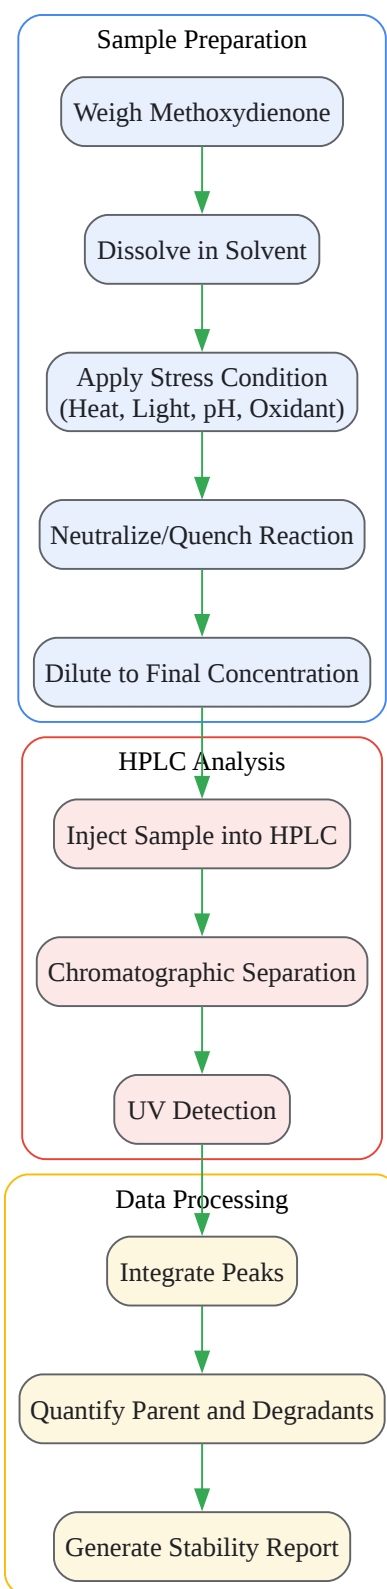 Sample Preparation
Weigh Methoxydienone
Dissolve in Solvent
Apply Stress Condition
(Heat, Light, pH, Oxidant)
Neutralize/Quench Reaction
Dilute to Final Concentration
HPLC Analysis
Inject Sample into HPLC
Chromatographic Separation
UV Detection
Data Processing
Integrate Peaks
Quantify Parent and Degradants
Generate Stability Report